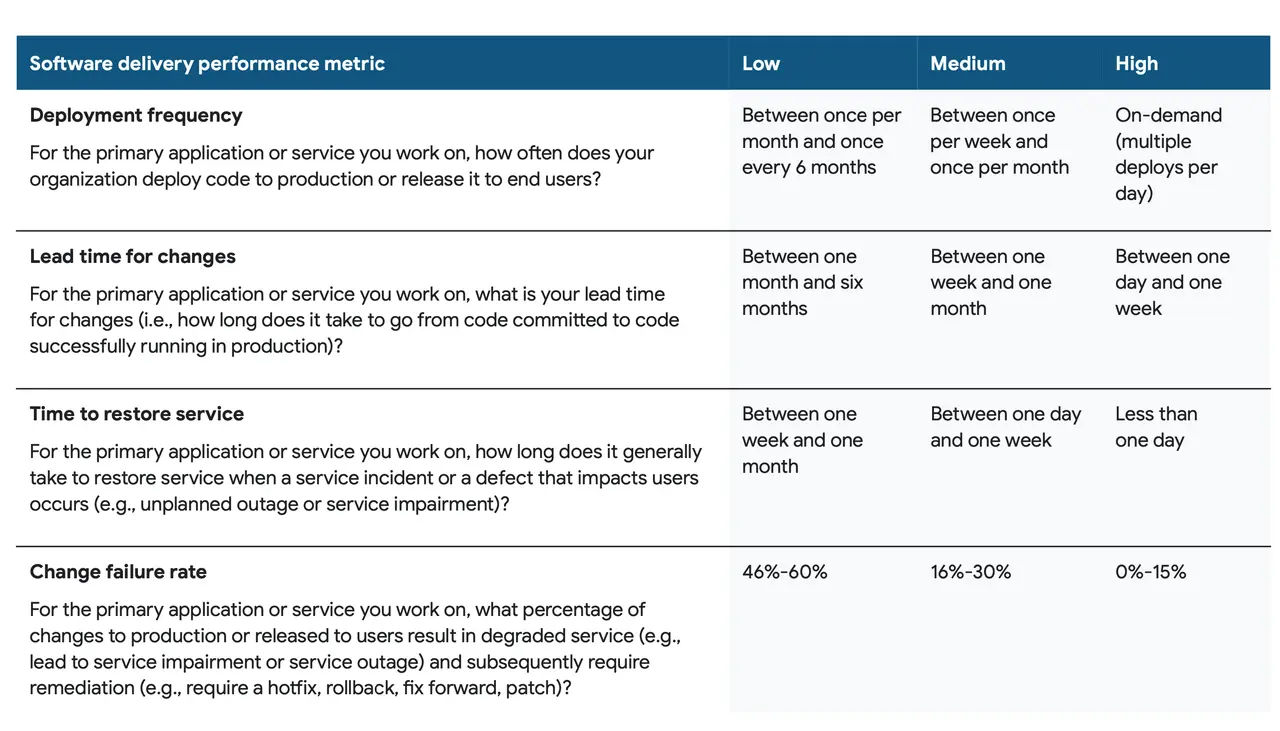 Software delivery performance metric
Low
Medium
High
Deployment frequency
For the primary application or service you work on, how often does your
organization deploy code to production or release it to end users?
Between once per
month and once
every 6 months
Between once
per week and
once per month
On-demand
(multiple
deploys per
day)
Lead time for changes
For the primary application or service you work on, what is your lead time
for changes (i.e., how long does it take to go from code committed to code
successfully running in production)?
Between one
month and six
months
Between one
week and one
month
Between one
day and one
week
Time to restore service
For the primary application or service you work on, how long does it generally
take to restore service when a service incident or a defect that impacts users
occurs (e.g., unplanned outage or service impairment)?
Between one
week and one
month
Between one day
and one week
Less than
one day
Change failure rate
For the primary application or service you work on, what percentage of
changes to production or released to users result in degraded service (e.g.,
lead to service impairment or service outage) and subsequently require
remediation (e.g., require a hotfix, rollback, fix forward, patch)?
46%-60%
16%-30%
0%-15%